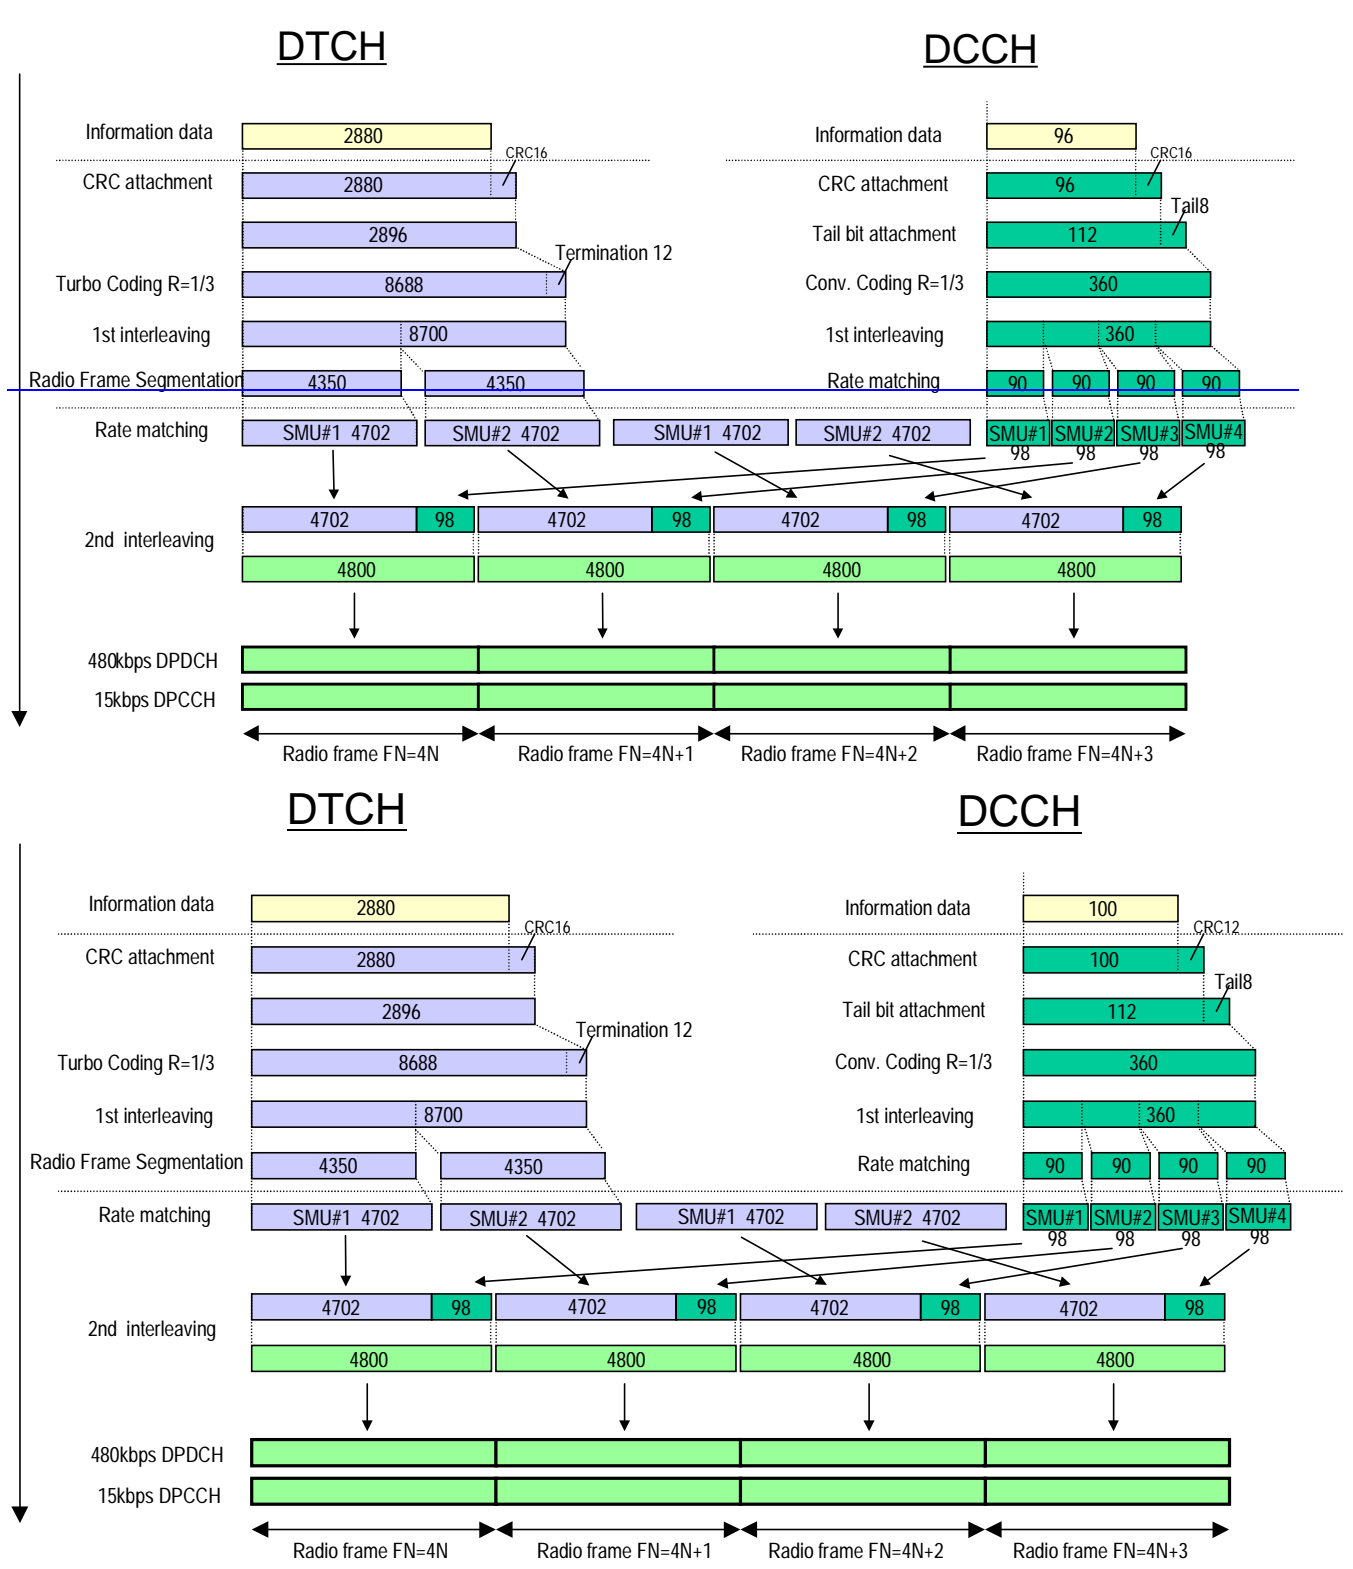 DTCH DCCH
Information data 2880 Information data 96
CRC16 CRC16
CRC attachment 2880 CRC attachment 96
Tail8
2896 Tail bit attachment 112
Termination 12
Turbo Coding R=1/3 8688 Conv. Coding R=1/3 360
1st interleaving 8700 1st interleaving 360
Radio Frame Segmentation 4350 4350 Rate matching 90 90 90 90
Rate matching SMU#1 4702 SMU#2 4702 SMU#1 4702 SMU#2 4702 SMU#1 SMU#2 SMU#3 SMU#4
98 98 98 98
4702 98 4702 98 4702 98 4702 98
2nd interleaving
4800 4800 4800 4800
480kbps DPDCH
15kbps DPCCH
Radio frame FN=4N Radio frame FN=4N+1 Radio frame FN=4N+2 Radio frame FN=4N+3
DTCH DCCH
Information data 2880 Information data 100
CRC16 CRC12
CRC attachment 2880 CRC attachment 100
Tail8
2896 Tail bit attachment 112
Termination 12
Turbo Coding R=1/3 8688 Conv. Coding R=1/3 360
1st interleaving 8700 1st interleaving 360
Radio Frame Segmentation 4350 4350 Rate matching 90 90 90 90
Rate matching SMU#1 4702 SMU#2 4702 SMU#1 4702 SMU#2 4702 SMU#1 SMU#2 SMU#3 SMU#4
98 98 98 98
4702 98 4702 98 4702 98 4702 98
2nd interleaving
4800 4800 4800 4800
480kbps DPDCH
15kbps DPCCH
Radio frame FN=4N Radio frame FN=4N+1 Radio frame FN=4N+2 Radio frame FN=4N+3